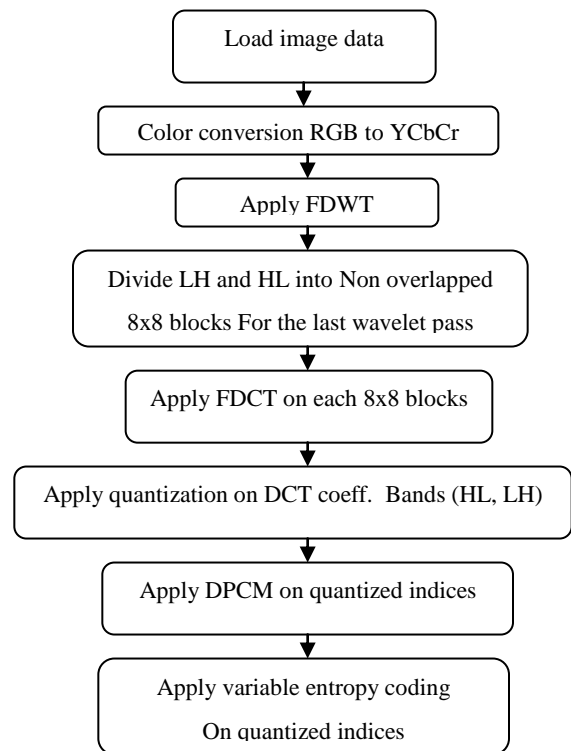 Load image data
Color conversion RGB to YCbCr
Apply FDWT
Divide LH and HL into Non overlapped
8x8 blocks For the last wavelet pass
Apply FDCT on each 8x8 blocks
Apply quantization on DCT coeff. Bands (HL, LH)
Apply DPCM on quantized indices
Apply variable entropy coding
On quantized indices